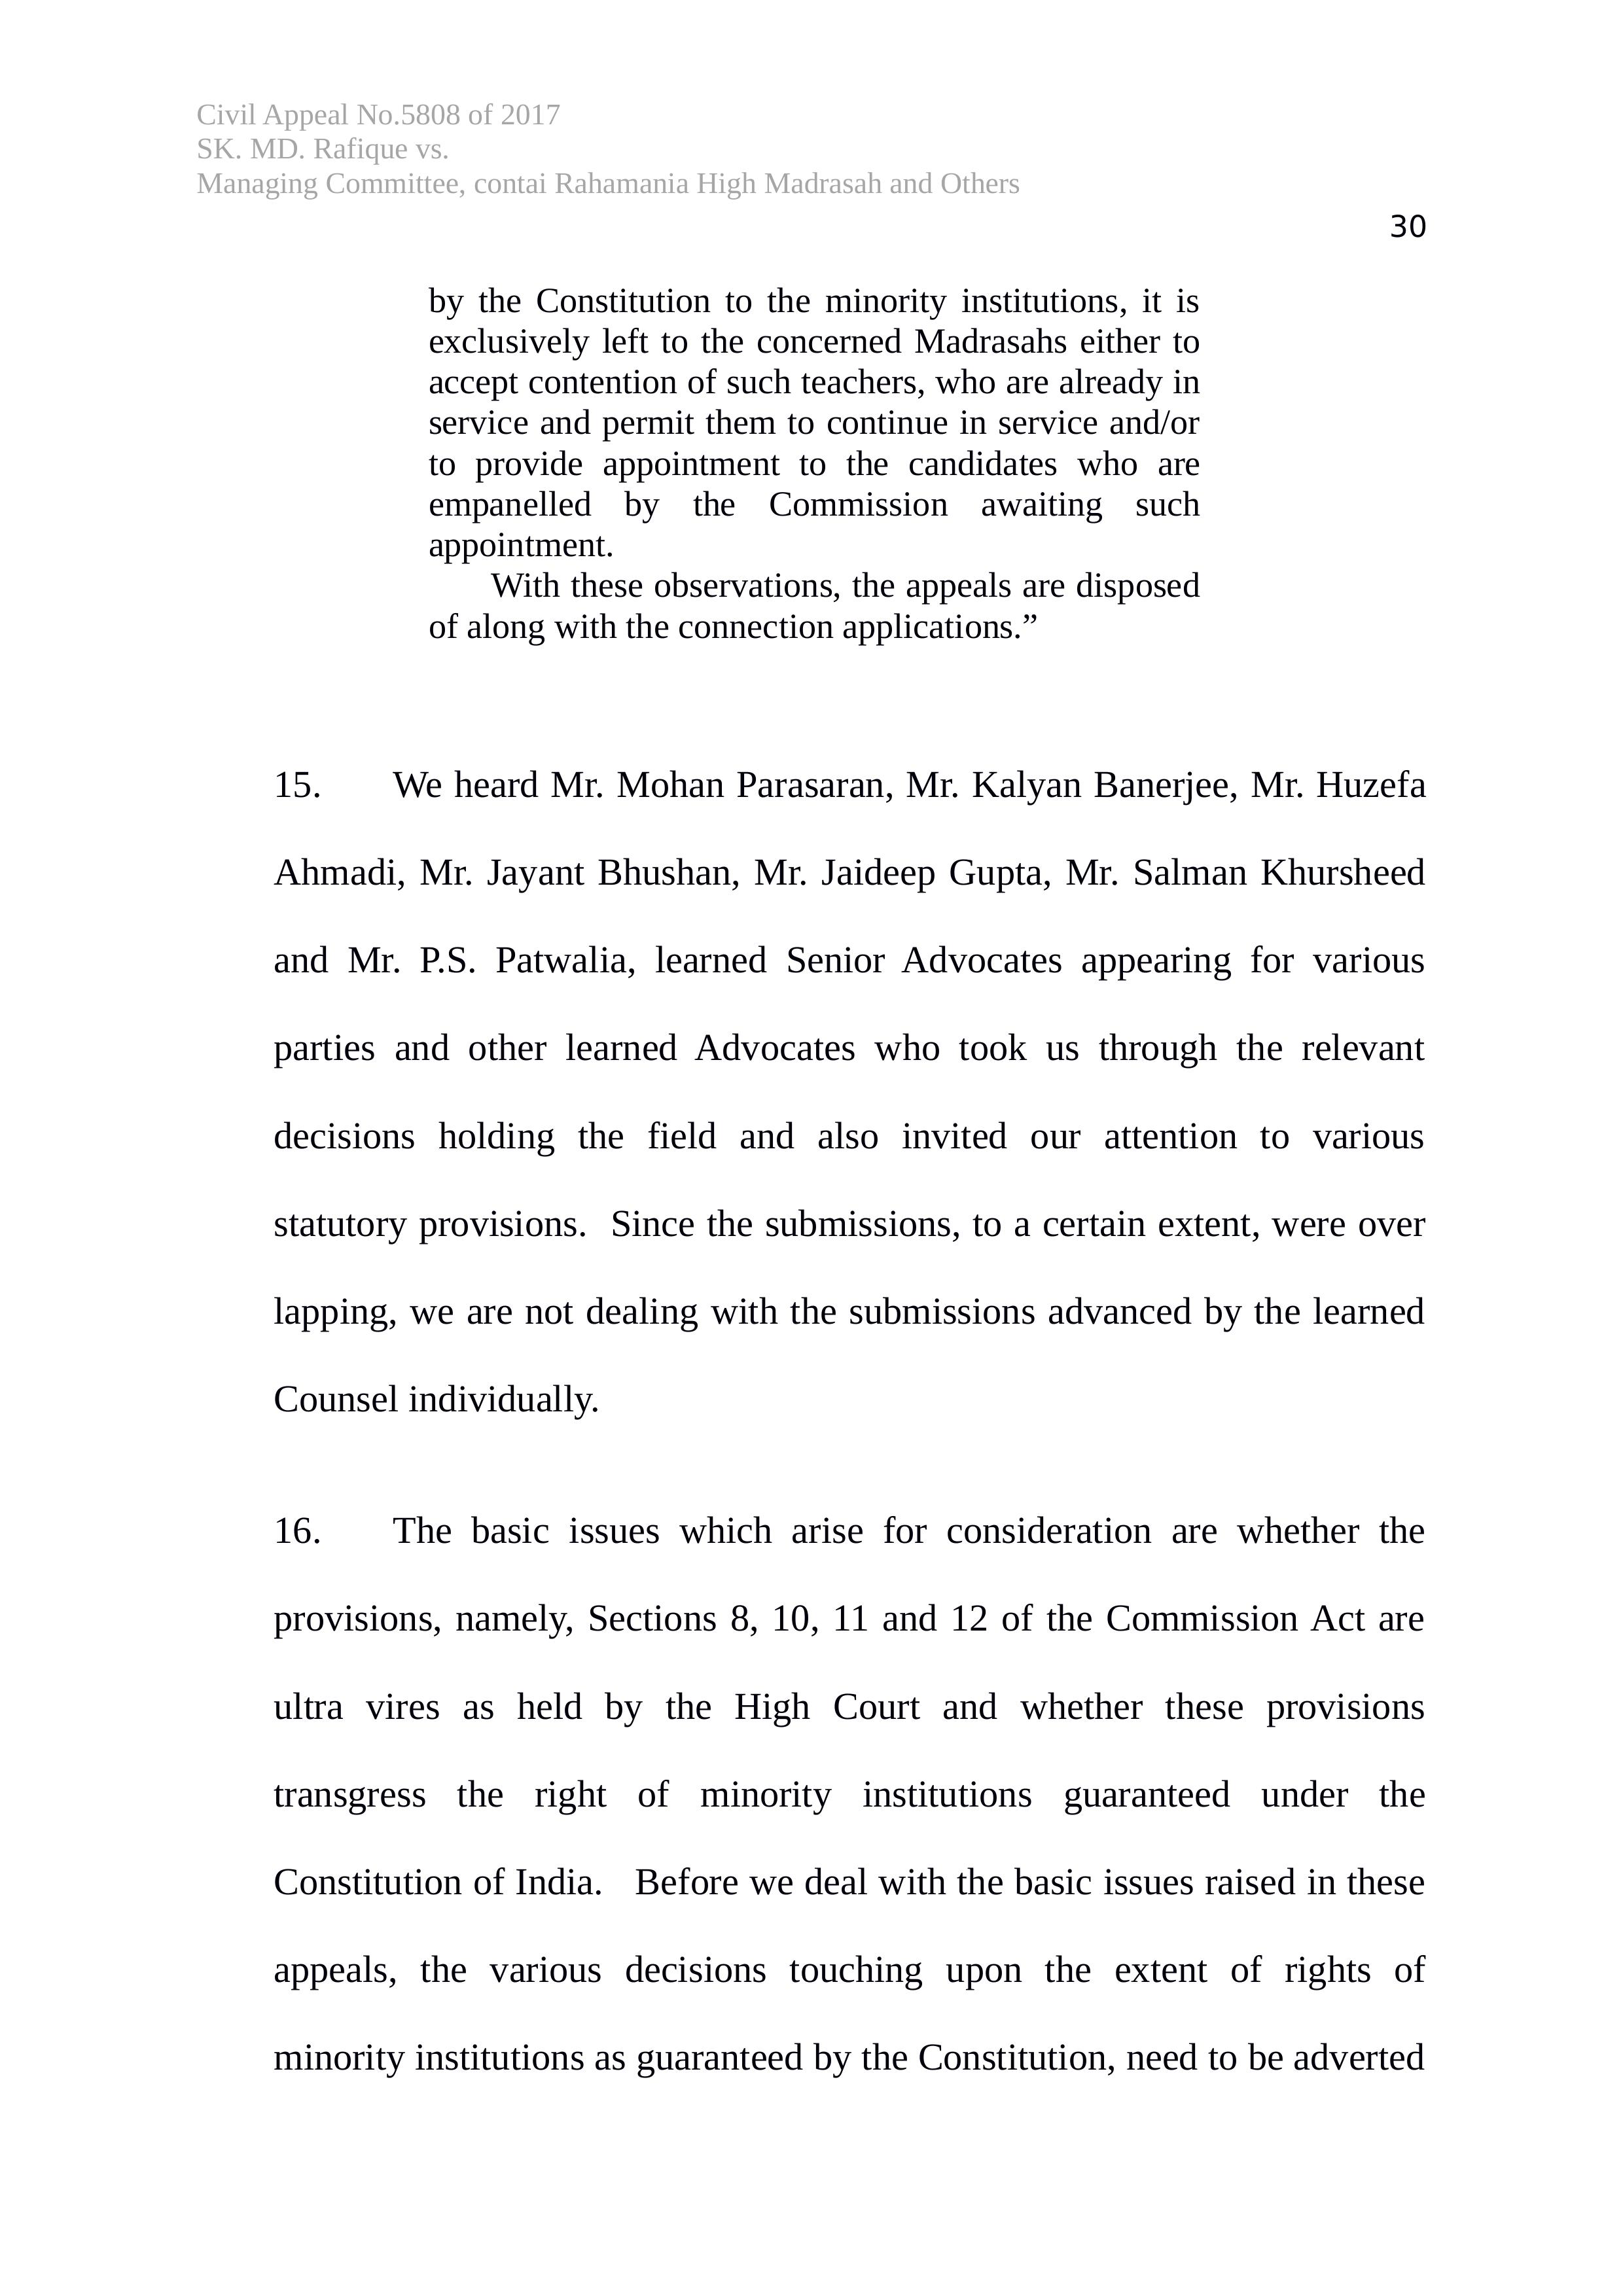 Civil Appeal No.5808 of 2017
SK. MD. Rafique vs.
Managing Committee, contai Rahamania High Madrasah and Others
30
by the Constitution to the minority institutions, it is
exclusively left to the concerned Madrasahs either to
accept contention of such teachers, who are already in
service and permit them to continue in service and/or
to provide appointment to the candidates who are
empanelled by the Commission awaiting such
appointment.
With these observations, the appeals are disposed
of along with the connection applications.”
15. We heard Mr. Mohan Parasaran, Mr. Kalyan Banerjee, Mr. Huzefa
Ahmadi, Mr. Jayant Bhushan, Mr. Jaideep Gupta, Mr. Salman Khursheed
and Mr. P.S. Patwalia, learned Senior Advocates appearing for various
parties and other learned Advocates who took us through the relevant
decisions holding the field and also invited our attention to various
statutory provisions.  Since the submissions, to a certain extent, were over
lapping, we are not dealing with the submissions advanced by the learned
Counsel individually.
16. The basic issues which arise for consideration are whether the
provisions, namely, Sections 8, 10, 11 and 12 of the Commission Act are
ultra vires as held by the High Court and whether these provisions
transgress the right of minority institutions guaranteed under the
Constitution of India.   Before we deal with the basic issues raised in these
appeals, the various decisions touching upon the extent of rights of
minority institutions as guaranteed by the Constitution, need to be adverted